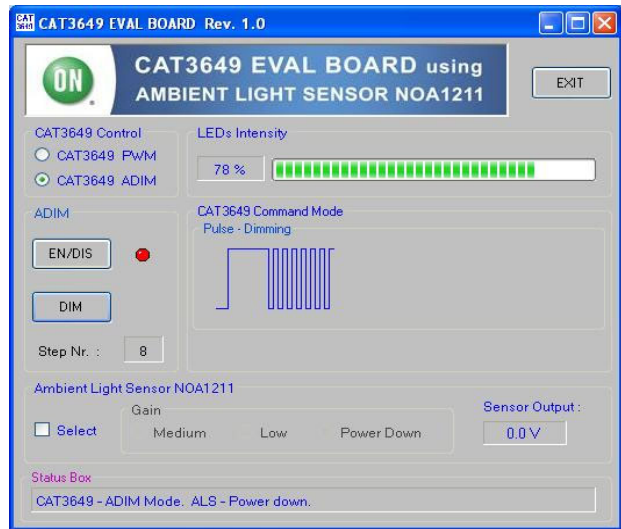 CAT
3649
CAT3649 EVAL BOARD Rev. 1.0
ON
CAT3649 EVAL BOARD using
AMBIENT LIGHT SENSOR NOA1211
EXIT
CAT3649 Control
CAT3649 PWM
CAT3649 ADIM
LEDs Intensity
78 %
ADIM
EN/DIS
DIM
Step Nr. :
8
CAT3649 Command Mode
Pulse - Dimming
Ambient Light Sensor NOA1211
Select
Gain
Medium
Low
Power Down
Sensor Output :
0.0 V
Status Box
CAT3649 - ADIM Mode. ALS - Power down.